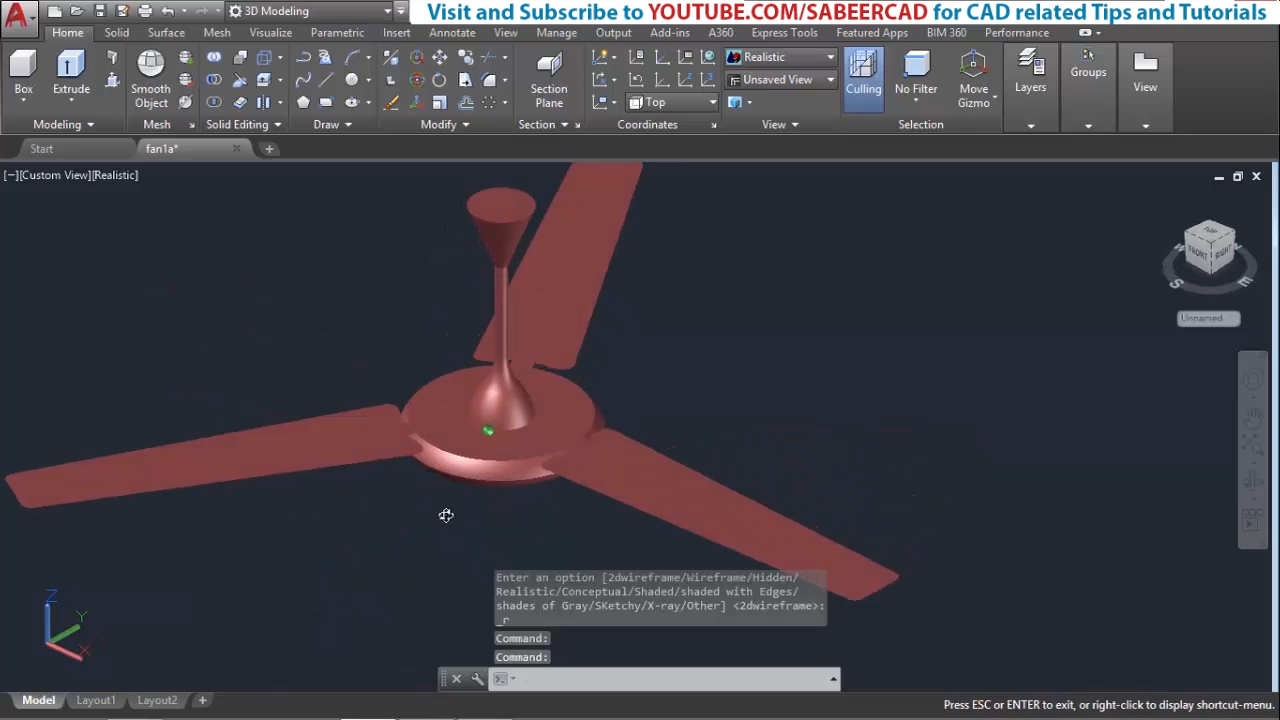 Visit and Subscribe to YOUTUBE.COM/SABEERCAD for CAD related Tips and Tutorials
3D Modeling
Home Solid Surface Mesh Visualize Parametric Insert Annotate View Manage Output Add-ins A360 Express Tools Featured Apps BIM 360 Performance
Box Extrude Smooth Object Section Plane Realistic Unsaved View Top Culling No Filter Move Gizmo Layers Groups View
Modeling Mesh Solid Editing Draw Modify Section Coordinates View Selection
Start fan1a*
[−][Custom View][Realistic]
TOP
FRONT RIGHT
S E
Unnamed
Enter an option [2dwireframe/Wireframe/Hidden/
Realistic/Conceptual/Shaded/shaded with Edges/
shades of Gray/SKetchy/X-ray/Other] <2dwireframe>:
_r
Command:
Command:
Z
Y
X
Model Layout1 Layout2 +
Press ESC or ENTER to exit, or right-click to display shortcut-menu.